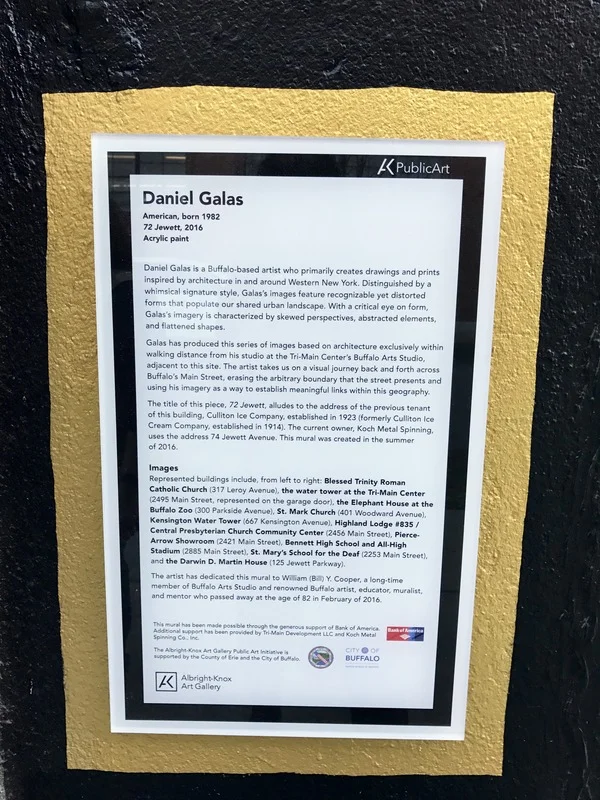 AK PublicArt
Daniel Galas
American, born 1982
72 Jewett, 2016
Acrylic paint
Daniel Galas is a Buffalo-based artist who primarily creates drawings and prints
inspired by architecture in and around Western New York. Distinguished by a
whimsical signature style, Galas's images feature recognizable yet distorted
forms that populate our shared urban landscape. With a critical eye on form,
Galas's imagery is characterized by skewed perspectives, abstracted elements,
and flattened shapes.
Galas has produced this series of images based on architecture exclusively within
walking distance from his studio at the Tri-Main Center's Buffalo Arts Studio,
adjacent to this site. The artist takes us on a visual journey back and forth across
Buffalo's Main Street, erasing the arbitrary boundary that the street presents and
using his imagery as a way to establish meaningful links within this geography.
The title of this piece, 72 Jewett, alludes to the address of the previous tenant
of this building, Culliton Ice Company, established in 1923 (formerly Culliton Ice
Cream Company, established in 1914). The current owner, Koch Metal Spinning,
uses the address 74 Jewett Avenue. This mural was created in the summer
of 2016.
Images
Represented buildings include, from left to right: Blessed Trinity Roman
Catholic Church (317 Leroy Avenue), the water tower at the Tri-Main Center
(2495 Main Street, represented on the garage door), the Elephant House at the
Buffalo Zoo (300 Parkside Avenue), St. Mark Church (401 Woodward Avenue),
Kensington Water Tower (667 Kensington Avenue), Highland Lodge #835 /
Central Presbyterian Church Community Center (2456 Main Street), Pierce-
Arrow Showroom (2421 Main Street), Bennett High School and All-High
Stadium (2885 Main Street), St. Mary's School for the Deaf (2253 Main Street),
and the Darwin D. Martin House (125 Jewett Parkway).
The artist has dedicated this mural to William (Bill) Y. Cooper, a long-time
member of Buffalo Arts Studio and renowned Buffalo artist, educator, muralist,
and mentor who passed away at the age of 82 in February of 2016.
This mural has been made possible through the generous support of Bank of America.
Additional support has been provided by Tri-Main Development LLC and Koch Metal
Spinning Co., Inc.
Bank of America
The Albright-Knox Art Gallery Public Art Initiative is
supported by the County of Erie and the City of Buffalo.
CITY OF
BUFFALO
AK
Albright-Knox
Art Gallery